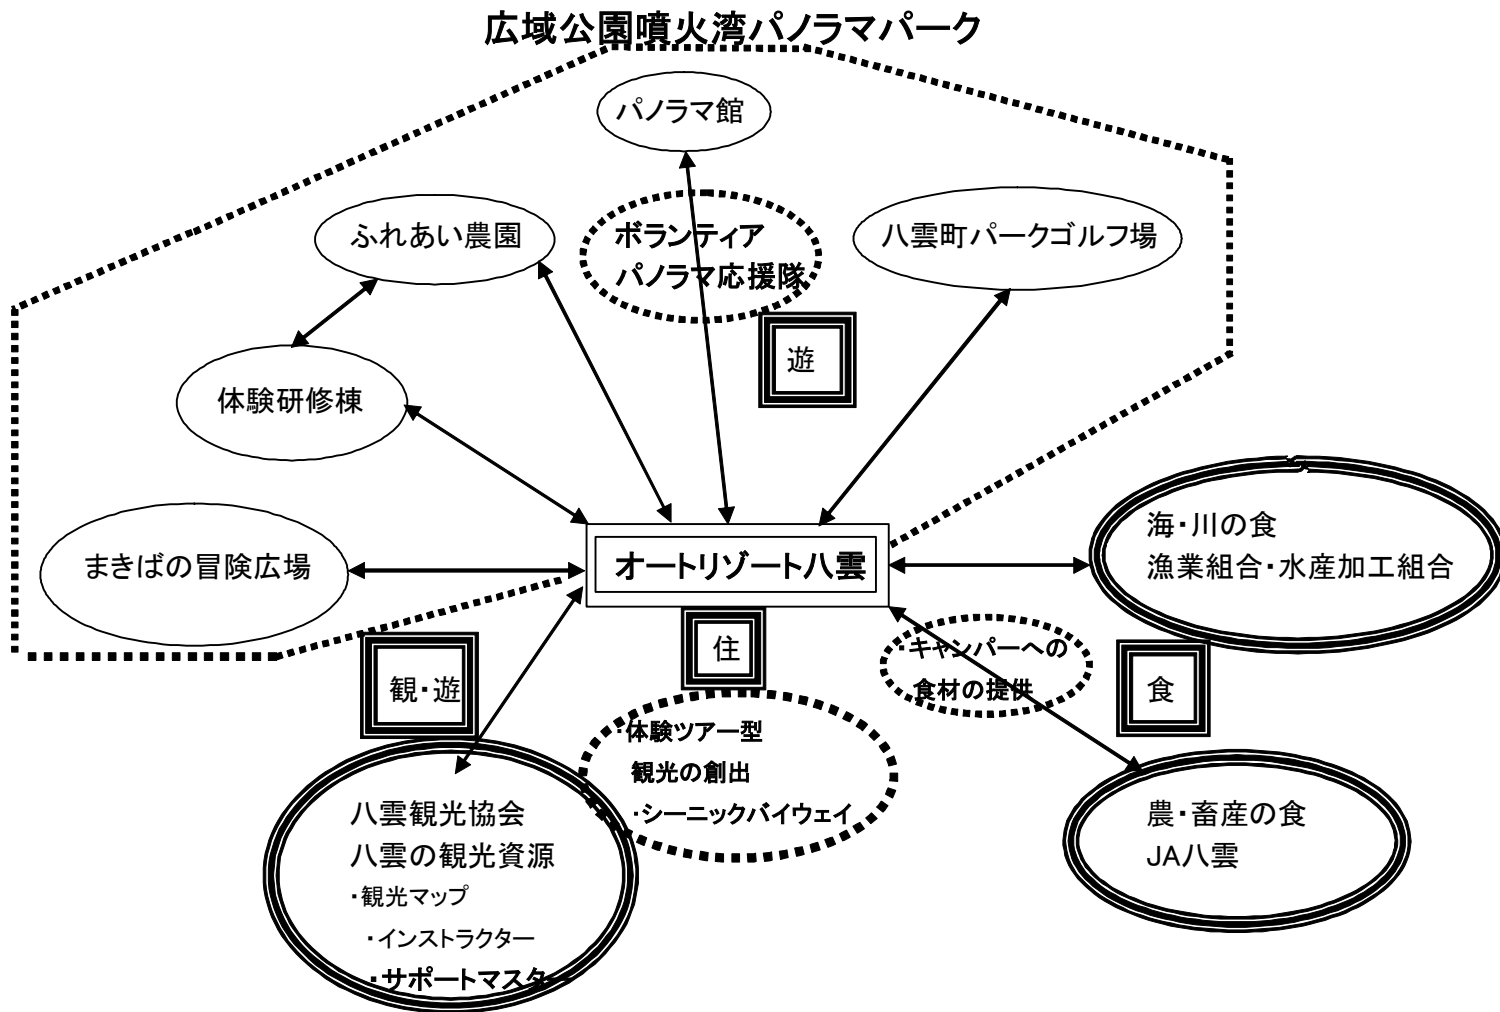 広域公園噴火湾パノラマパーク
パノラマ館
ふれあい農園
ボランティア
パノラマ応援隊
八雲町パークゴルフ場
遊
体験研修棟
まきばの冒険広場
オートリゾート八雲
海・川の食
漁業組合・水産加工組合
住
・キャンパーへの
食材の提供
食
観・遊
・体験ツアー型
観光の創出
・シーニックバイウェイ
八雲観光協会
八雲の観光資源
・観光マップ
・インストラクター
・サポートマスター
農・畜産の食
JA八雲